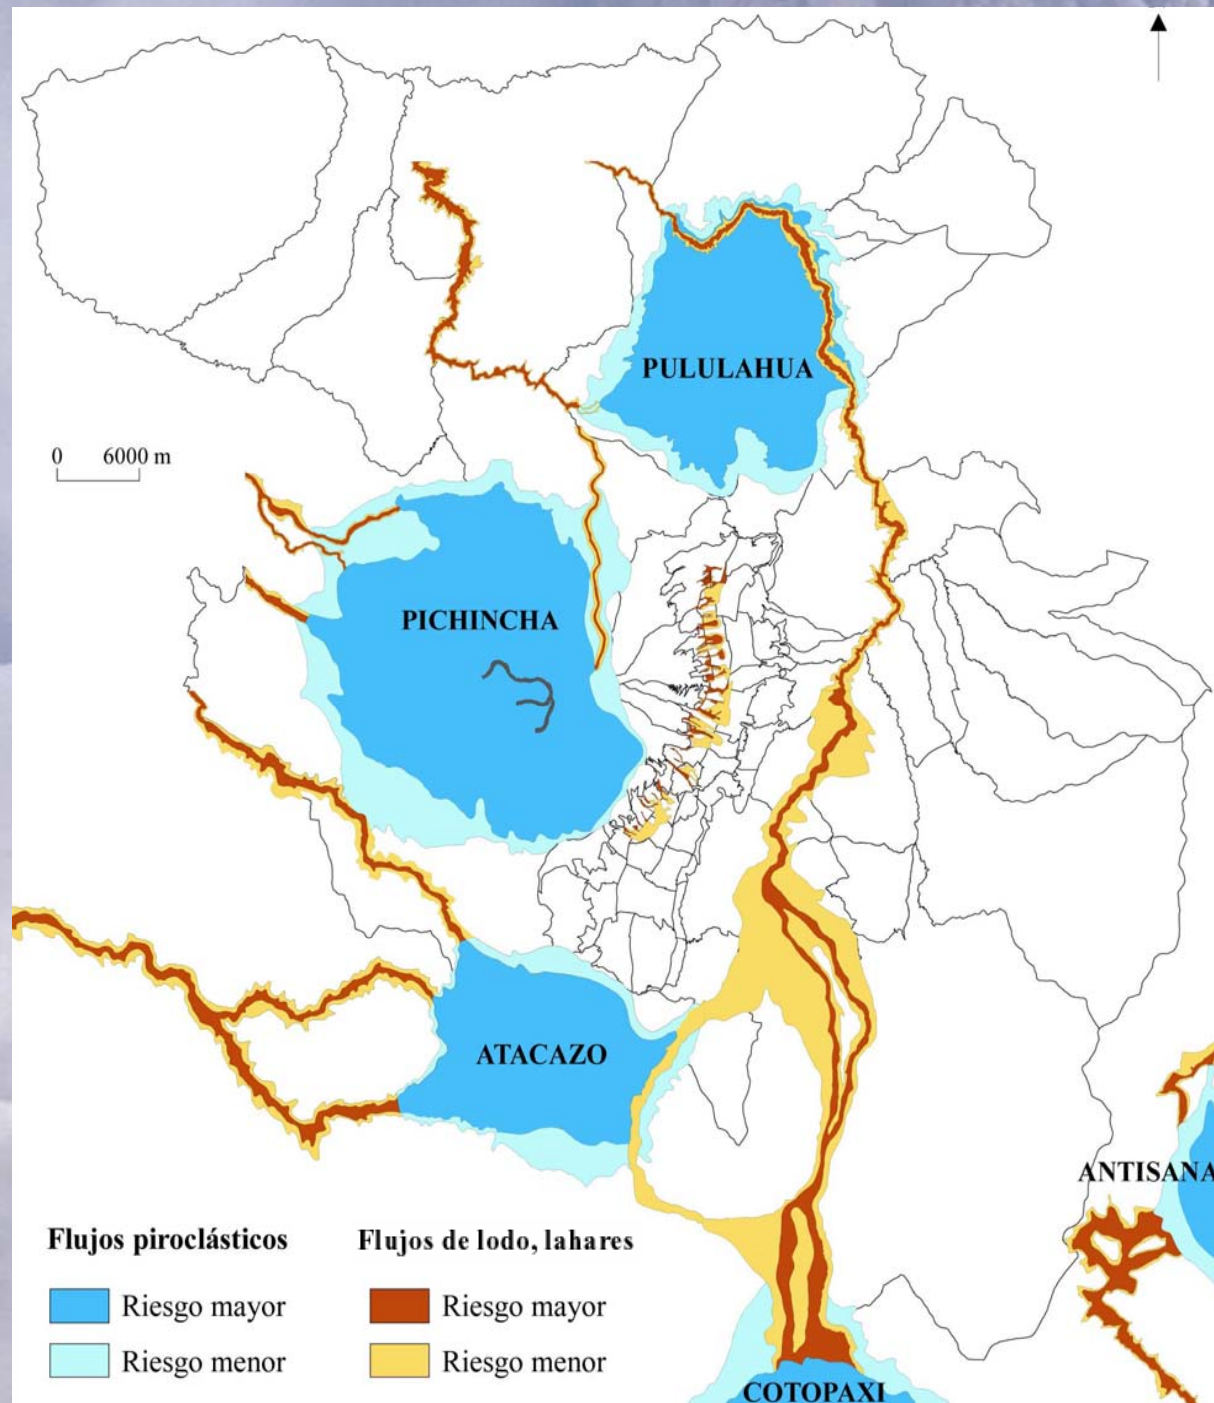 PULULAHUA
0 6000 m
PICHINCHA
ATACAZO
ANTISANA
Flujos piroclásticos
Riesgo mayor
Riesgo menor
Flujos de lodo, lahares
Riesgo mayor
Riesgo menor
COTOPAXI